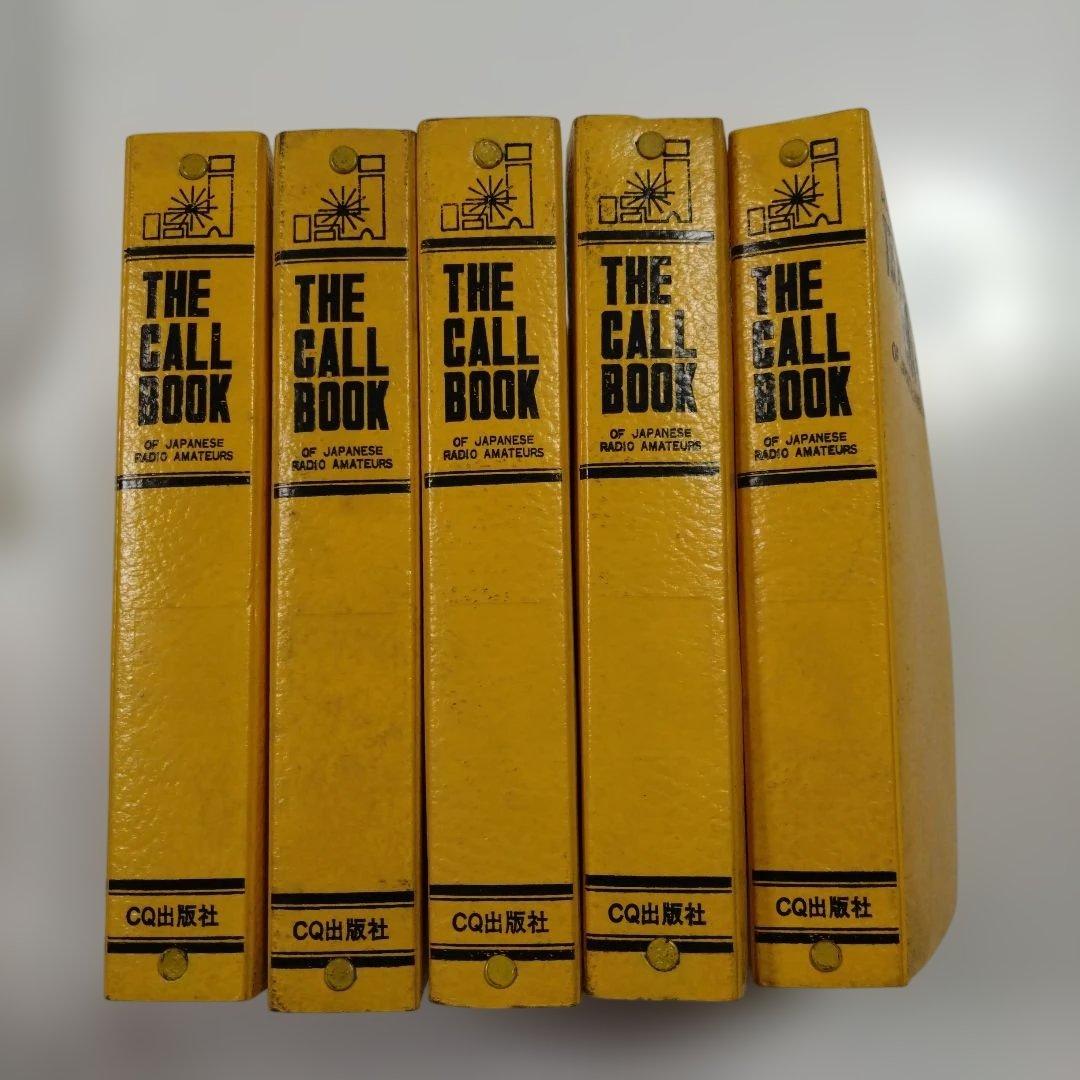 THE
CALL
BOOK
OF JAPANESE
RADIO AMATEURS
CQ出版社
THE
CALL
BOOK
OF JAPANESE
RADIO AMATEURS
CQ出版社
THE
CALL
BOOK
OF JAPANESE
RADIO AMATEURS
CQ出版社
THE
CALL
BOOK
OF JAPANESE
RADIO AMATEURS
CQ出版社
THE
CALL
BOOK
OF JAPANESE
RADIO AMATEURS
CQ出版社